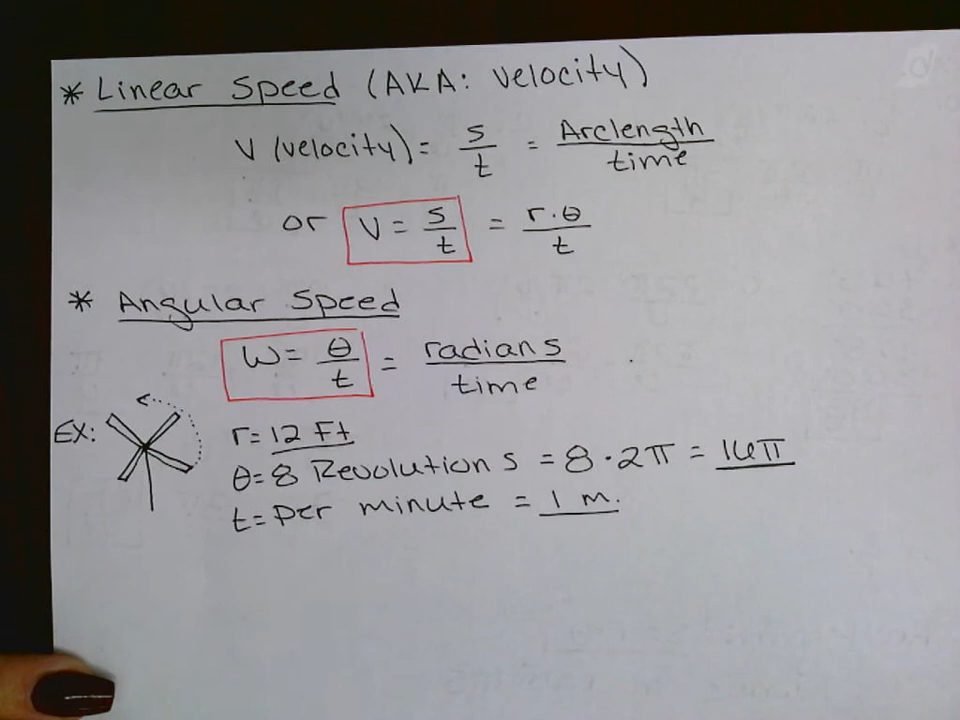 * Linear Speed (AKA: velocity)
V (velocity) = s/t = Arclength/time
or V = s/t = r·θ/t
* Angular Speed
W = θ/t = radians/time
EX:
r = 12 Ft
θ = 8 Revolutions = 8·2π = 16π
t = per minute = 1 m.